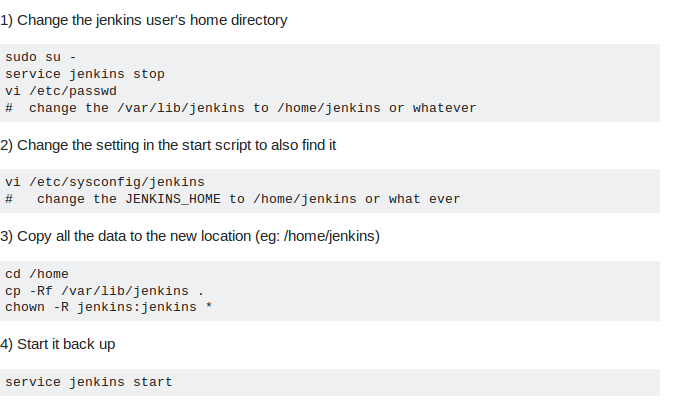 1) Change the jenkins user's home directory
sudo su -
service jenkins stop
vi /etc/passwd
#  change the /var/lib/jenkins to /home/jenkins or whatever
2) Change the setting in the start script to also find it
vi /etc/sysconfig/jenkins
#   change the JENKINS_HOME to /home/jenkins or what ever
3) Copy all the data to the new location (eg: /home/jenkins)
cd /home
cp -Rf /var/lib/jenkins .
chown -R jenkins:jenkins *
4) Start it back up
service jenkins start